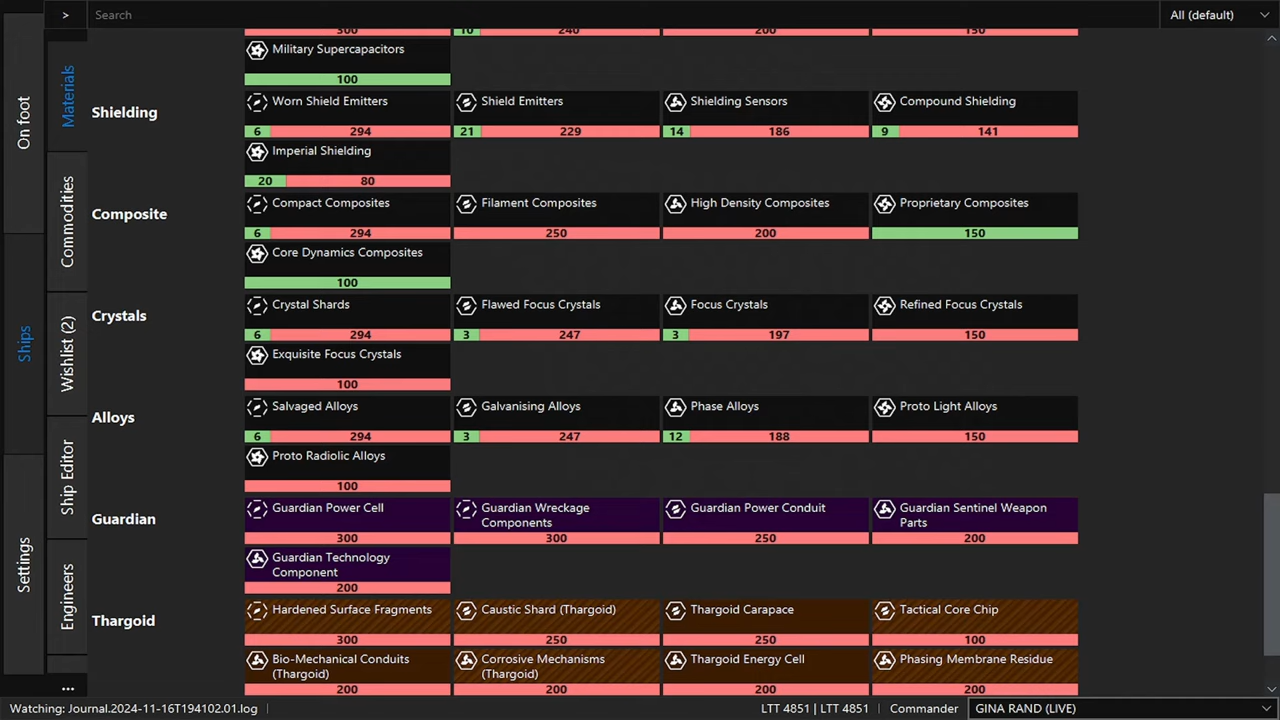 > Search All (default)
300 10 240 200 150
Military Supercapacitors
100
Shielding
Worn Shield Emitters Shield Emitters Shielding Sensors Compound Shielding
6 294 21 229 14 186 9 141
Imperial Shielding
20 80
Composite
Compact Composites Filament Composites High Density Composites Proprietary Composites
6 294 250 200 150
Core Dynamics Composites
100
Crystals
Crystal Shards Flawed Focus Crystals Focus Crystals Refined Focus Crystals
6 294 3 247 3 197 150
Exquisite Focus Crystals
100
Alloys
Salvaged Alloys Galvanising Alloys Phase Alloys Proto Light Alloys
6 294 3 247 12 188 150
Proto Radiolic Alloys
100
Guardian
Guardian Power Cell Guardian Wreckage Components Guardian Power Conduit Guardian Sentinel Weapon Parts
300 300 250 200
Guardian Technology Component
200
Thargoid
Hardened Surface Fragments Caustic Shard (Thargoid) Thargoid Carapace Tactical Core Chip
300 250 250 100
Bio-Mechanical Conduits (Thargoid) Corrosive Mechanisms (Thargoid) Thargoid Energy Cell Phasing Membrane Residue
200 200 200 200
On foot
Ships
Settings
Materials
Commodities
Wishlist (2)
Ship Editor
Engineers
...
Watching: Journal.2024-11-16T194102.01.log LTT 4851 | LTT 4851 Commander GINA RAND (LIVE)